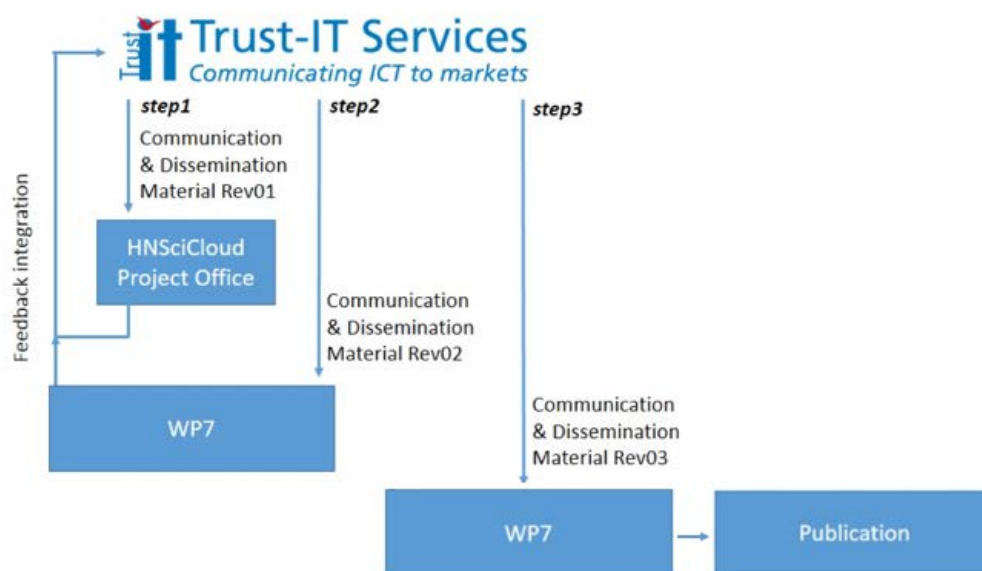 Trust
it
Trust-IT Services
Communicating ICT to markets
step1
step2
step3
Communication
& Dissemination
Material Rev01
Feedback integration
HNSciCloud
Project Office
Communication
& Dissemination
Material Rev02
WP7
Communication
& Dissemination
Material Rev03
WP7
Publication